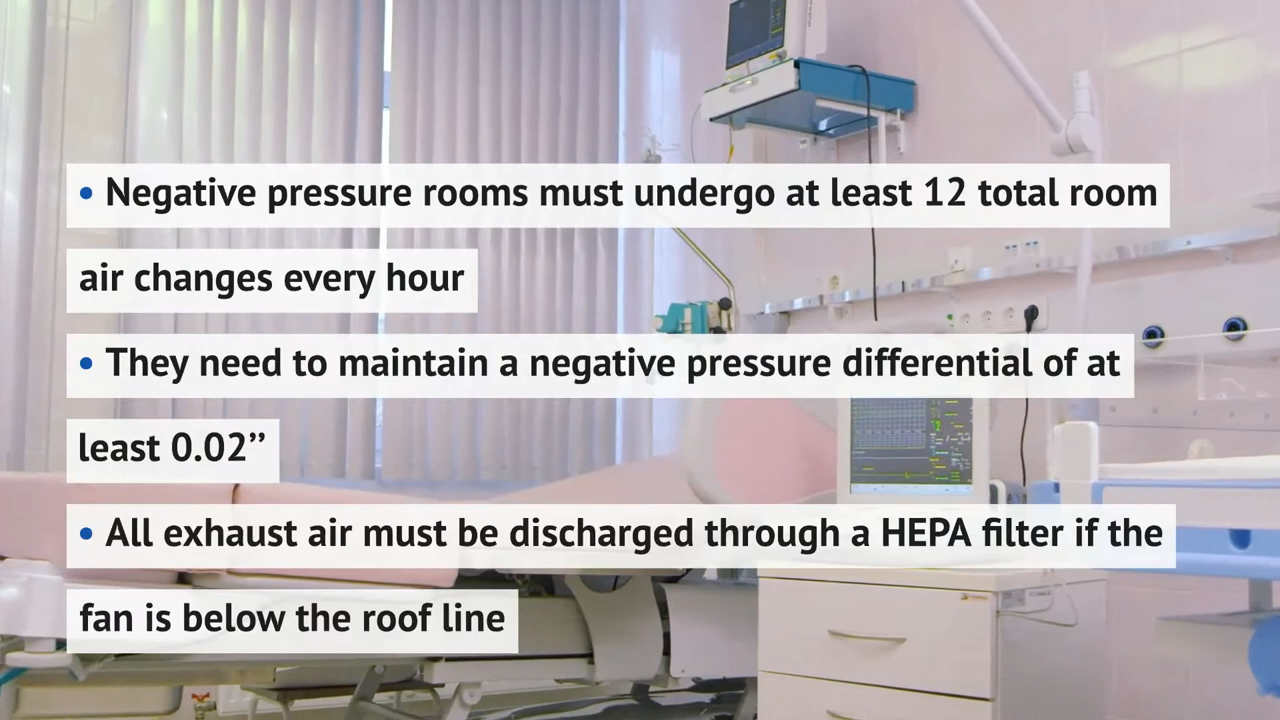 • Negative pressure rooms must undergo at least 12 total room
air changes every hour
• They need to maintain a negative pressure differential of at
least 0.02”
• All exhaust air must be discharged through a HEPA filter if the
fan is below the roof line